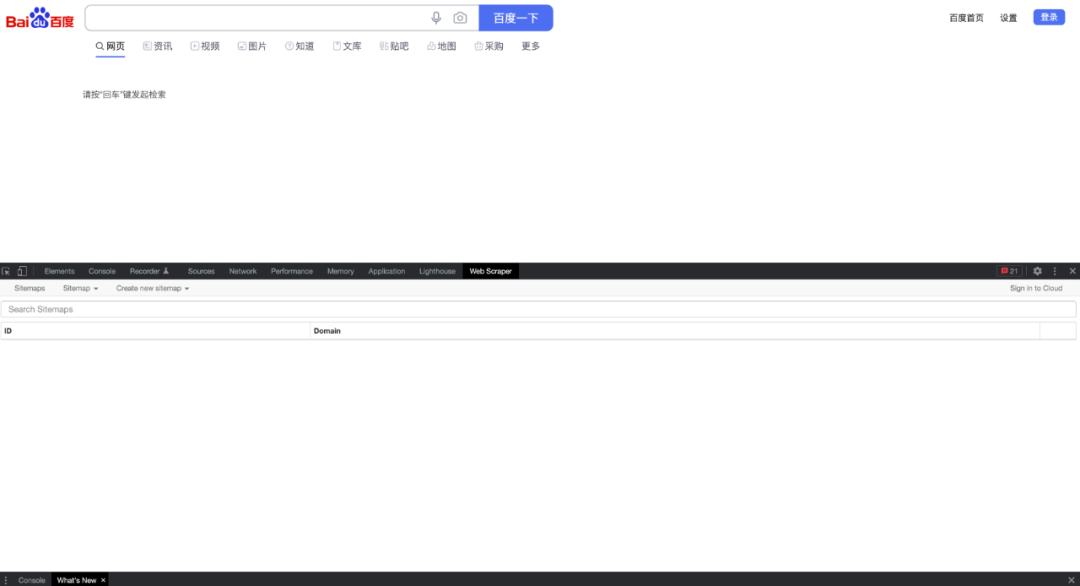 Bai du 百度 百度一下 百度首页 设置 登录
网页 资讯 视频 图片 知道 文库 贴吧 地图 采购 更多
请按“回车”键发起检索
Elements Console Recorder Sources Network Performance Memory Application Lighthouse Web Scraper 21
Sitemaps Sitemap Create new sitemap Sign in to Cloud
Search Sitemaps
ID Domain
Console What's New